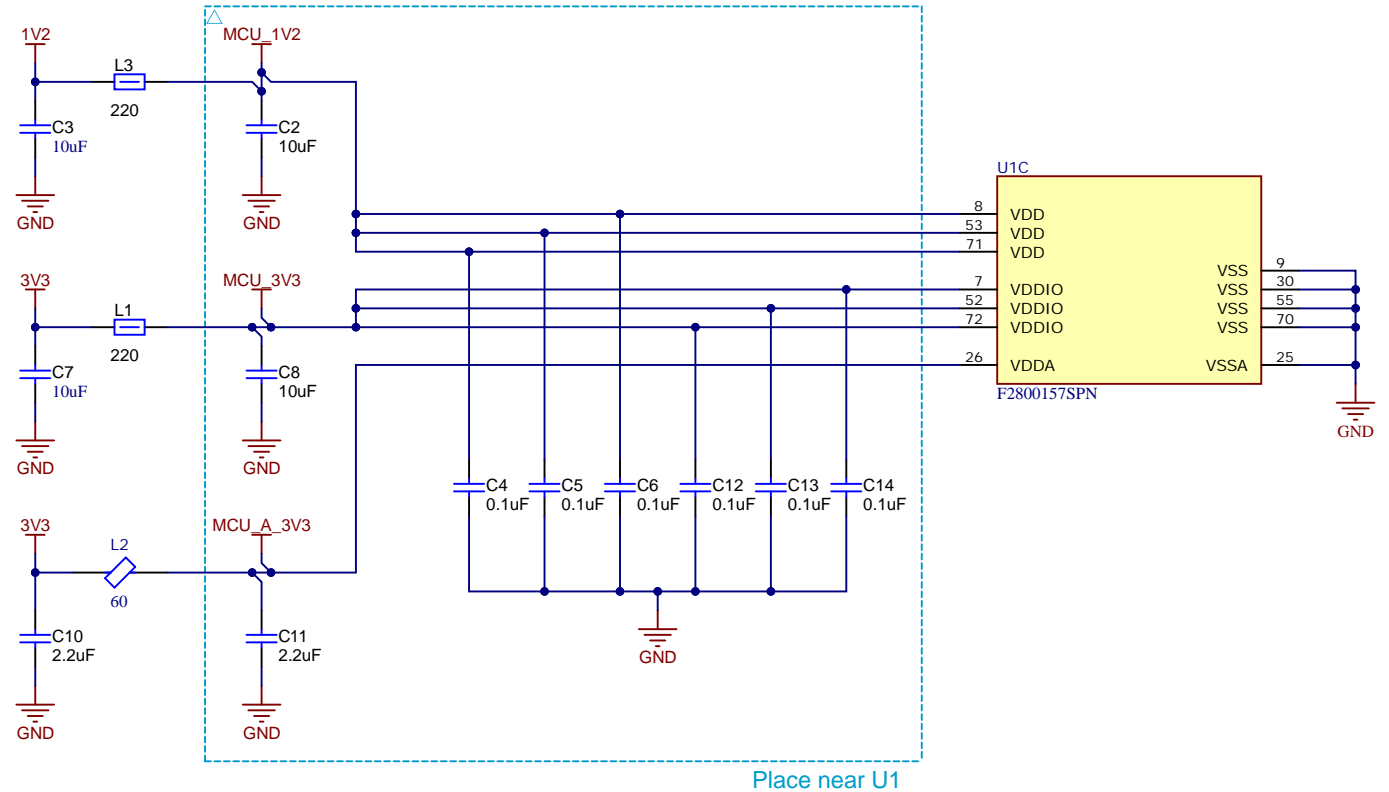 1V2
MCU_1V2
L3
220
C3
10uF
C2
10uF
GND
GND
3V3
MCU_3V3
L1
220
C7
10uF
C8
10uF
GND
GND
3V3
MCU_A_3V3
L2
60
C10
2.2uF
C11
2.2uF
GND
GND
C4
0.1uF
C5
0.1uF
C6
0.1uF
C12
0.1uF
C13
0.1uF
C14
0.1uF
GND
Place near U1
U1C
8 VDD
53 VDD
71 VDD
7 VDDIO
52 VDDIO
72 VDDIO
26 VDDA
VSS 9
VSS 30
VSS 55
VSS 70
VSSA 25
F2800157SPN
GND